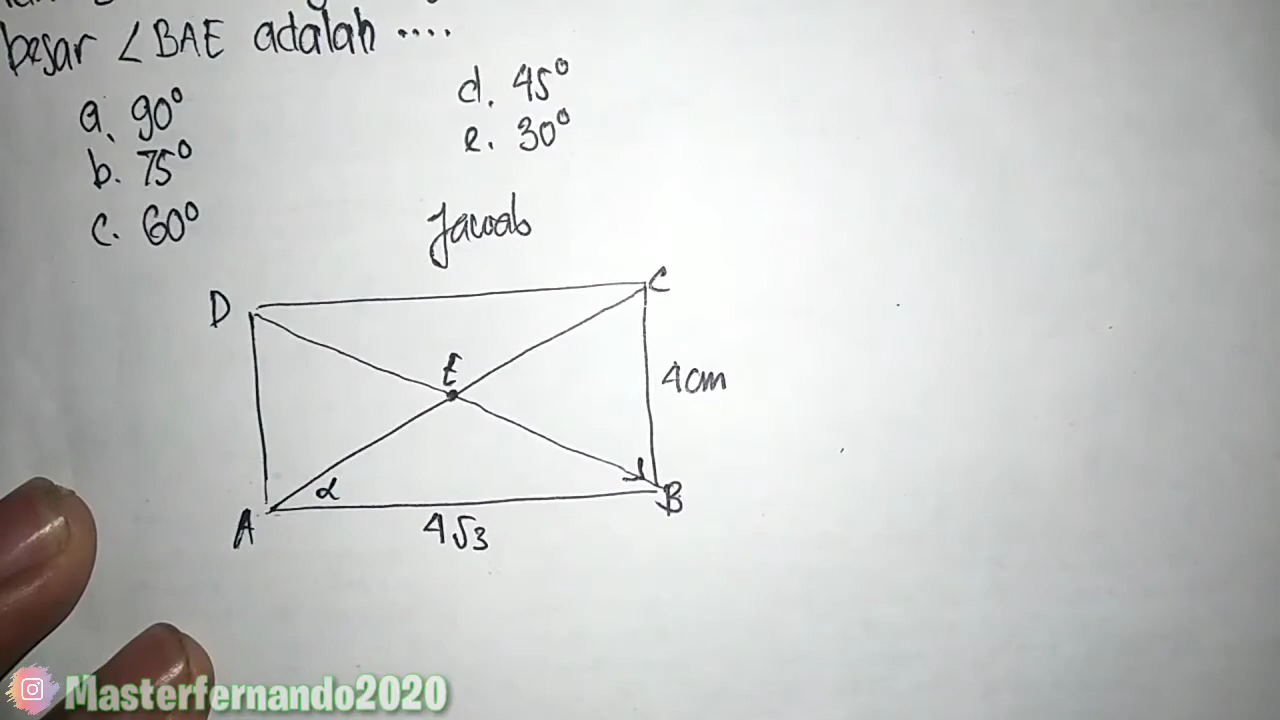 besar ∠BAE adalah ....
a. 90°
b. 75°
c. 60°
d. 45°
e. 30°
Jawab
D
C
E
4cm
α
A
B
4√3
Masterfernando2020